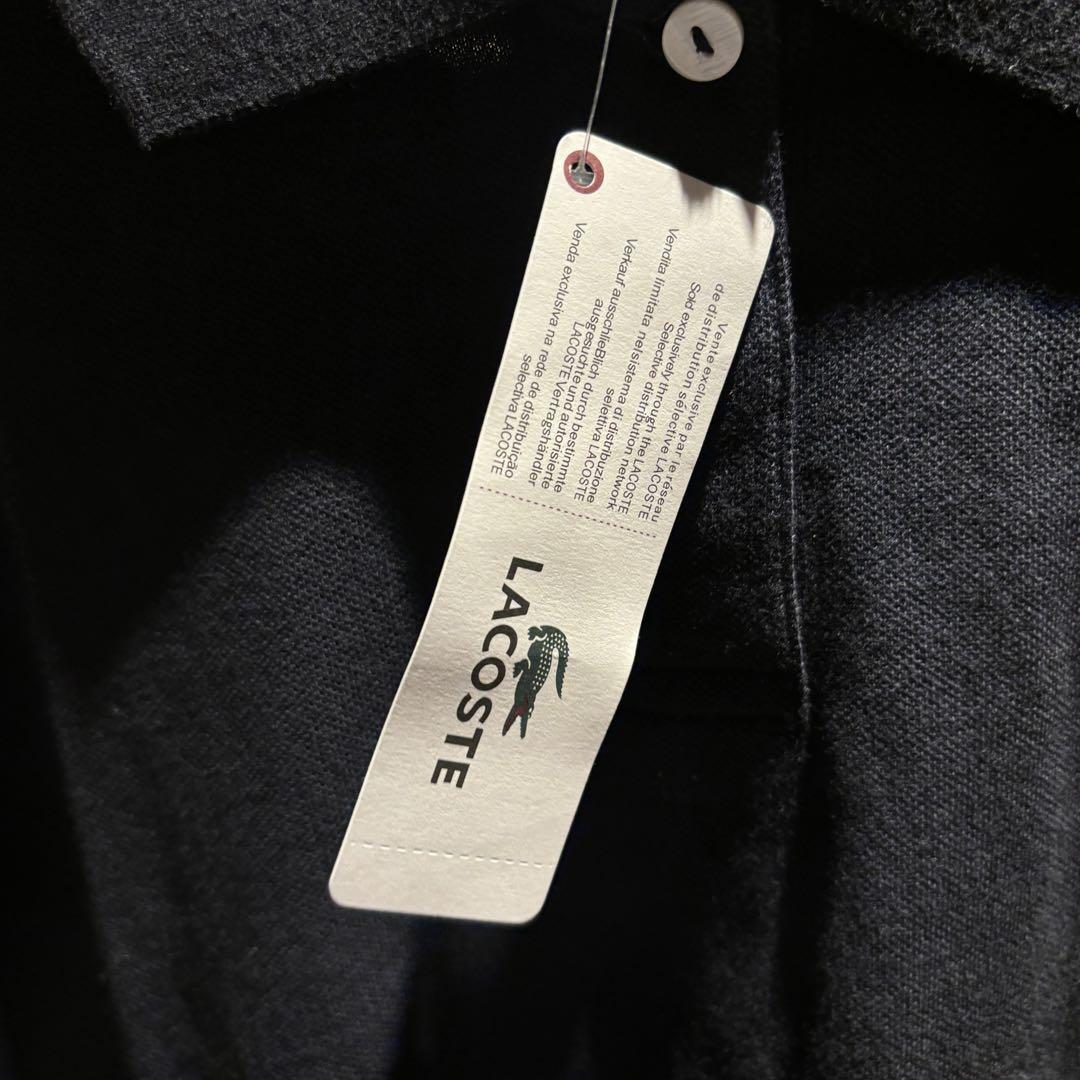 Vente exclusive par le réseau
de distribution sélective LACOSTE
Sold exclusively through the LACOSTE
Selective distribution network
Vendita limitata nelsistema di distribuzione
selettiva LACOSTE
Verkauf ausschließlich durch bestimmte
ausgesuchte und autorisierte
LACOSTE Vertragshändler
Venda exclusiva na rede de distribuição
selectiva LACOSTE
LACOSTE